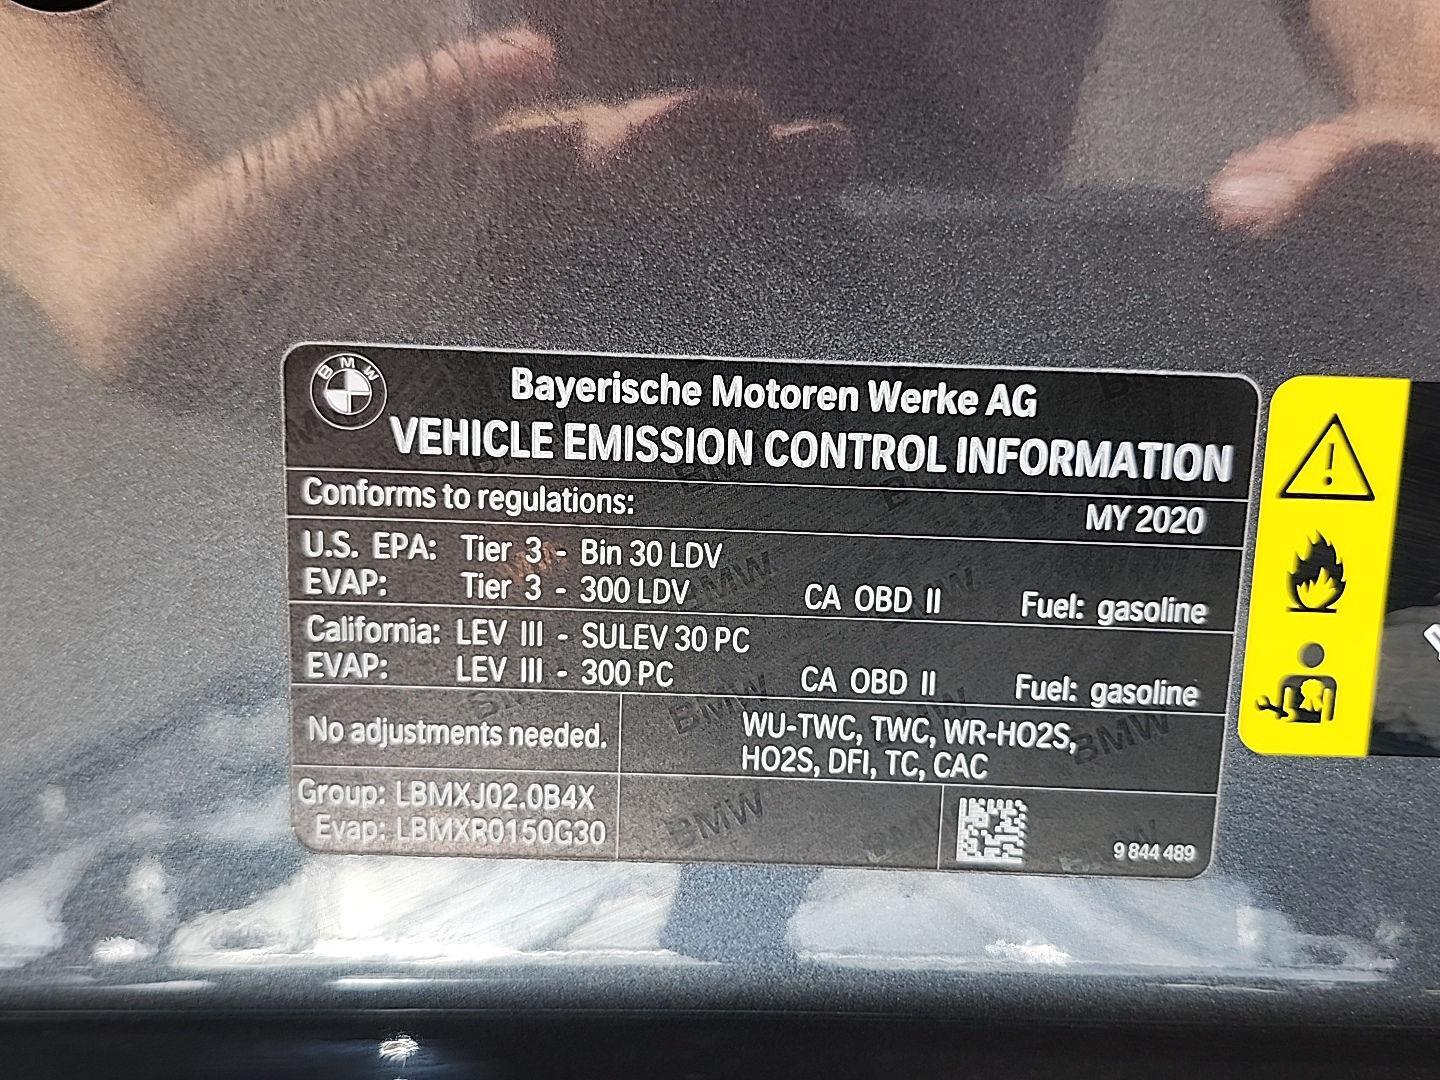 BMW
Bayerische Motoren Werke AG
VEHICLE EMISSION CONTROL INFORMATION
Conforms to regulations: MY 2020
U.S. EPA: Tier 3 - Bin 30 LDV
EVAP: Tier 3 - 300 LDV CA OBD II Fuel: gasoline
California: LEV III - SULEV 30 PC
EVAP: LEV III - 300 PC CA OBD II Fuel: gasoline
No adjustments needed. WU-TWC, TWC, WR-HO2S,
HO2S, DFI, TC, CAC
Group: LBMXJ02.0B4X
Evap: LBMXR0150G30
9 844 489